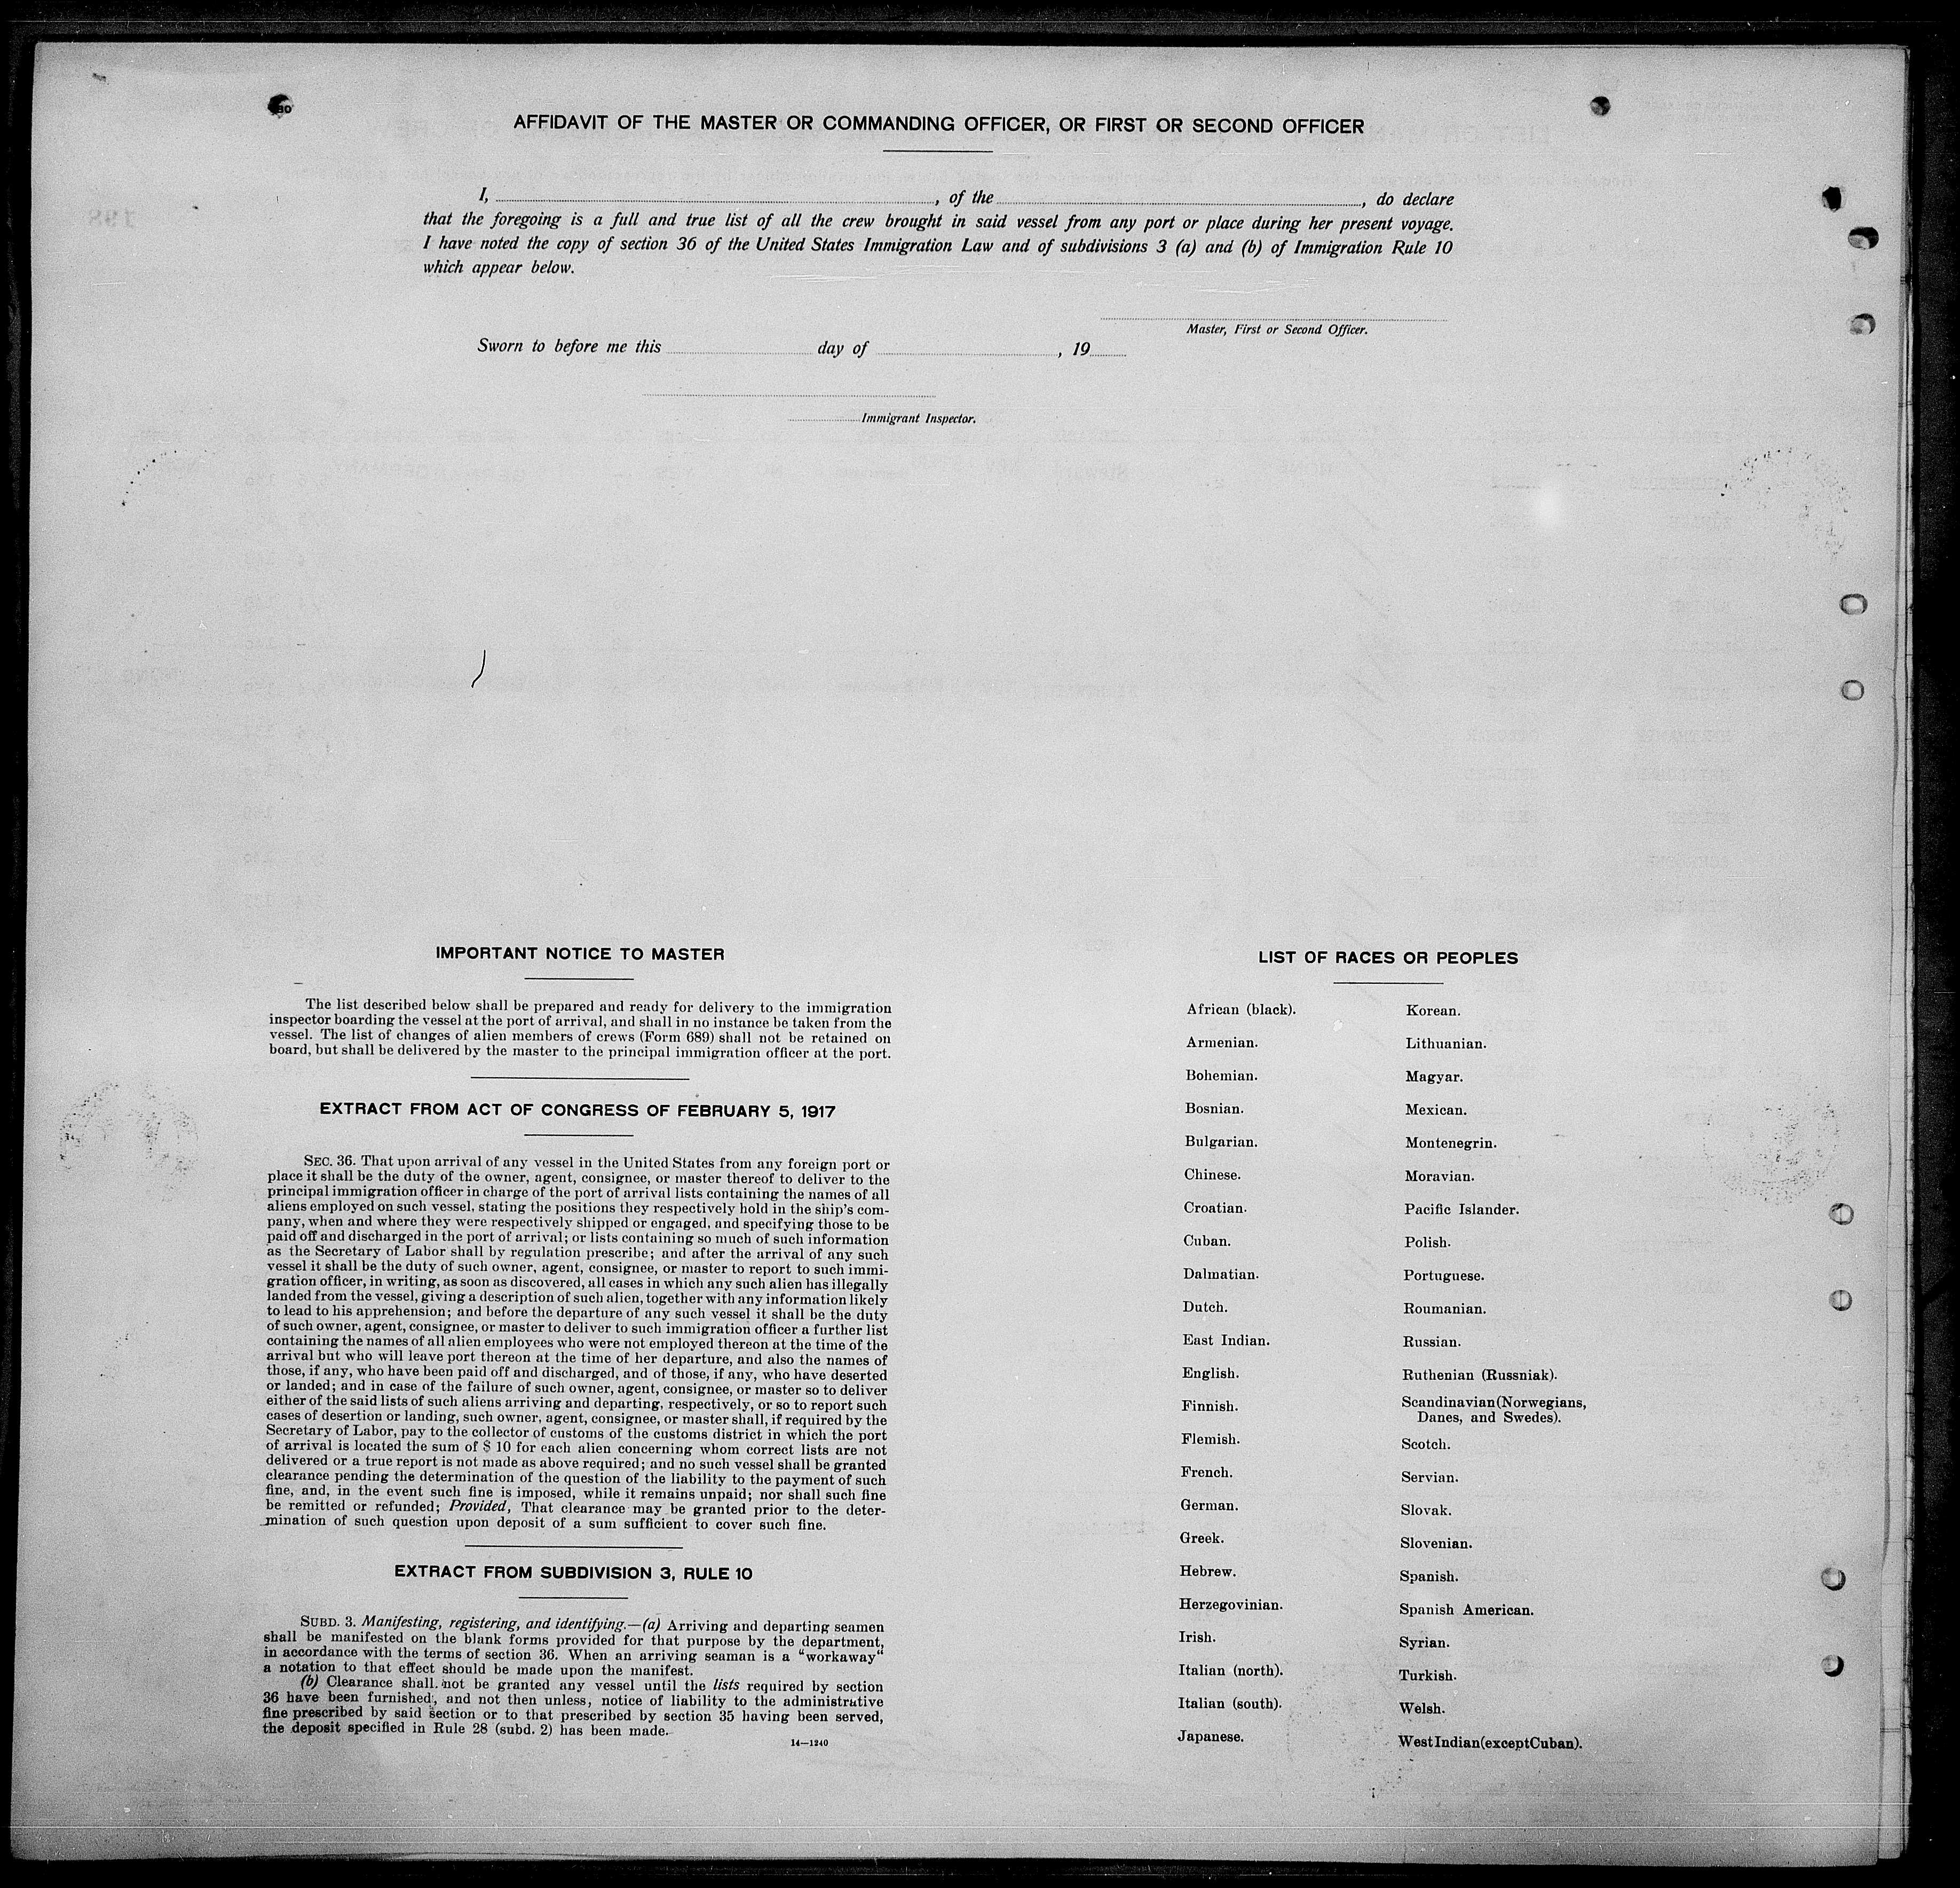 AFFIDAVIT OF THE MASTER OR COMMANDING OFFICER, OR FIRST OR SECOND OFFICER
I, , of the , do declare
that the foregoing is a full and true list of all the crew brought in said vessel from any port or place during her present voyage.
I have noted the copy of section 36 of the United States Immigration Law and of subdivisions 3 (a) and (b) of Immigration Rule 10
which appear below.
Master, First or Second Officer.
Sworn to before me this day of , 19
Immigrant Inspector.
IMPORTANT NOTICE TO MASTER
The list described below shall be prepared and ready for delivery to the immigration
inspector boarding the vessel at the port of arrival, and shall in no instance be taken from the
vessel. The list of changes of alien members of crews (Form 689) shall not be retained on
board, but shall be delivered by the master to the principal immigration officer at the port.
EXTRACT FROM ACT OF CONGRESS OF FEBRUARY 5, 1917
SEC. 36. That upon arrival of any vessel in the United States from any foreign port or
place it shall be the duty of the owner, agent, consignee, or master thereof to deliver to the
principal immigration officer in charge of the port of arrival lists containing the names of all
aliens employed on such vessel, stating the positions they respectively hold in the ship's com-
pany, when and where they were respectively shipped or engaged, and specifying those to be
paid off and discharged in the port of arrival; or lists containing so much of such information
as the Secretary of Labor shall by regulation prescribe; and after the arrival of any such
vessel it shall be the duty of such owner, agent, consignee, or master to report to such immi-
gration officer, in writing, as soon as discovered, all cases in which any such alien has illegally
landed from the vessel, giving a description of such alien, together with any information likely
to lead to his apprehension; and before the departure of any such vessel it shall be the duty
of such owner, agent, consignee, or master to deliver to such immigration officer a further list
containing the names of all alien employees who were not employed thereon at the time of the
arrival but who will leave port thereon at the time of her departure, and also the names of
those, if any, who have been paid off and discharged, and of those, if any, who have deserted
or landed; and in case of the failure of such owner, agent, consignee, or master so to deliver
either of the said lists of such aliens arriving and departing, respectively, or so to report such
cases of desertion or landing, such owner, agent, consignee, or master shall, if required by the
Secretary of Labor, pay to the collector of customs of the customs district in which the port
of arrival is located the sum of $ 10 for each alien concerning whom correct lists are not
delivered or a true report is not made as above required; and no such vessel shall be granted
clearance pending the determination of the question of the liability to the payment of such
fine, and, in the event such fine is imposed, while it remains unpaid; nor shall such fine
be remitted or refunded; Provided, That clearance may be granted prior to the deter-
mination of such question upon deposit of a sum sufficient to cover such fine.
EXTRACT FROM SUBDIVISION 3, RULE 10
SUBD. 3. Manifesting, registering, and identifying.—(a) Arriving and departing seamen
shall be manifested on the blank forms provided for that purpose by the department,
in accordance with the terms of section 36. When an arriving seaman is a “workaway“
a notation to that effect should be made upon the manifest.
(b) Clearance shall not be granted any vessel until the lists required by section
36 have been furnished, and not then unless, notice of liability to the administrative
fine prescribed by said section or to that prescribed by section 35 having been served,
the deposit specified in Rule 28 (subd. 2) has been made.
14—1240
LIST OF RACES OR PEOPLES
African (black).
Armenian.
Bohemian.
Bosnian.
Bulgarian.
Chinese.
Croatian.
Cuban.
Dalmatian.
Dutch.
East Indian.
English.
Finnish.
Flemish.
French.
German.
Greek.
Hebrew.
Herzegovinian.
Irish.
Italian (north).
Italian (south).
Japanese.
Korean.
Lithuanian.
Magyar.
Mexican.
Montenegrin.
Moravian.
Pacific Islander.
Polish.
Portuguese.
Roumanian.
Russian.
Ruthenian (Russniak).
Scandinavian(Norwegians,
Danes, and Swedes).
Scotch.
Servian.
Slovak.
Slovenian.
Spanish.
Spanish American.
Syrian.
Turkish.
Welsh.
West Indian(except Cuban).